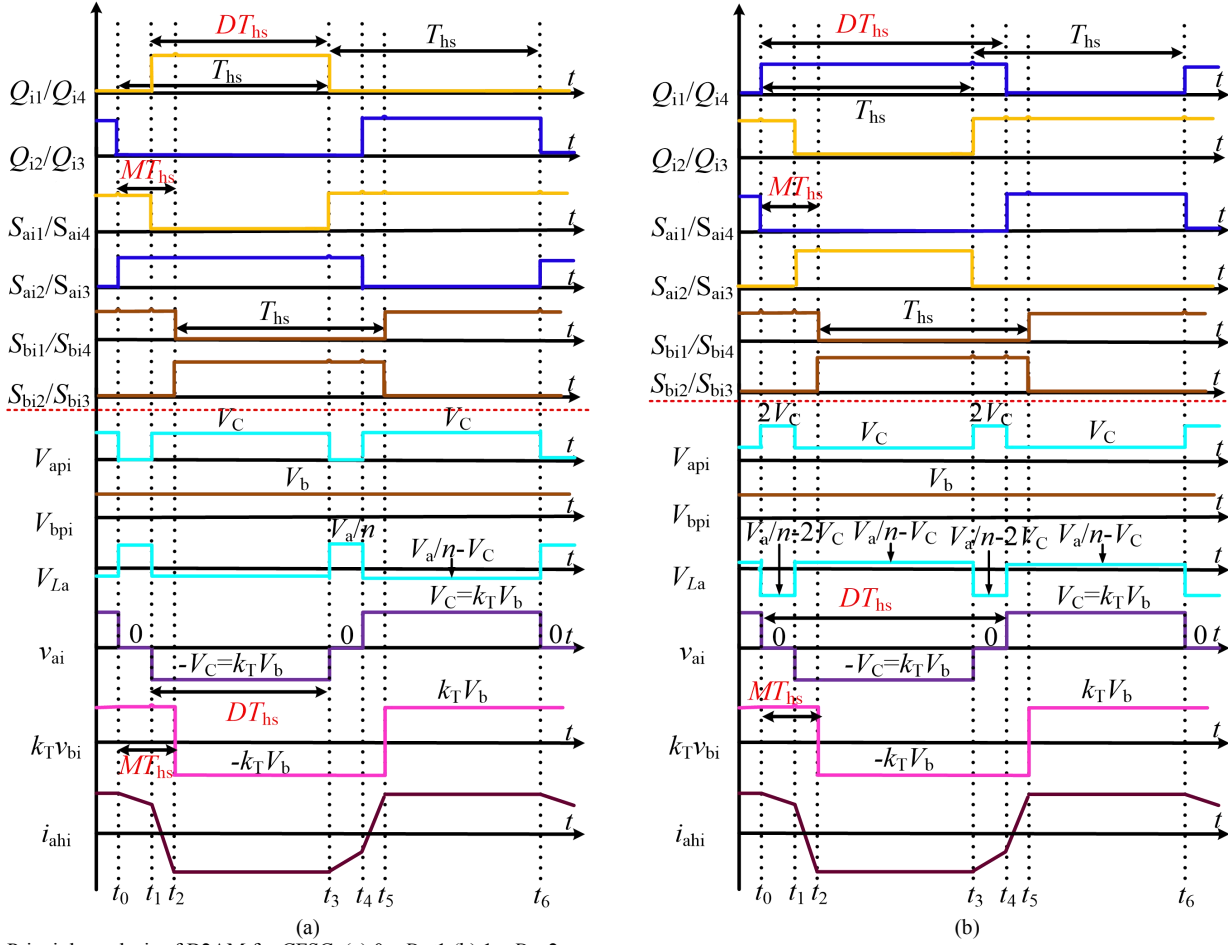 DT_hs
T_hs
T_hs
t
Q_i1/Q_i4
t
Q_i2/Q_i3
MT_hs
t
S_ai1/S_ai4
t
S_ai2/S_ai3
T_hs
t
S_bi1/S_bi4
t
S_bi2/S_bi3
V_C
V_C
t
V_api
V_b
t
V_bpi
V_a/n
V_a/n-V_C
t
V_La
V_C=k_TV_b
0
0
0
t
v_ai
-V_C=k_TV_b
DT_hs
k_TV_b
t
k_Tv_bi
MT_hs
-k_TV_b
t
i_ahi
t_0 t_1 t_2 t_3 t_4 t_5 t_6
(a)
DT_hs
T_hs
t
Q_i1/Q_i4
T_hs
t
Q_i2/Q_i3
MT_hs
t
S_ai1/S_ai4
t
S_ai2/S_ai3
T_hs
t
S_bi1/S_bi4
t
S_bi2/S_bi3
2V_C
2V_C
V_C
V_C
t
V_api
V_b
t
V_bpi
V_a/n-2V_C
V_a/n-V_C
V_a/n-2V_C
V_a/n-V_C
t
V_La
DT_hs
V_C=k_TV_b
0
0
0
t
v_ai
-V_C=k_TV_b
MT_hs
k_TV_b
t
k_Tv_bi
-k_TV_b
t
i_ahi
t_0 t_1 t_2 t_3 t_4 t_5 t_6
(b)